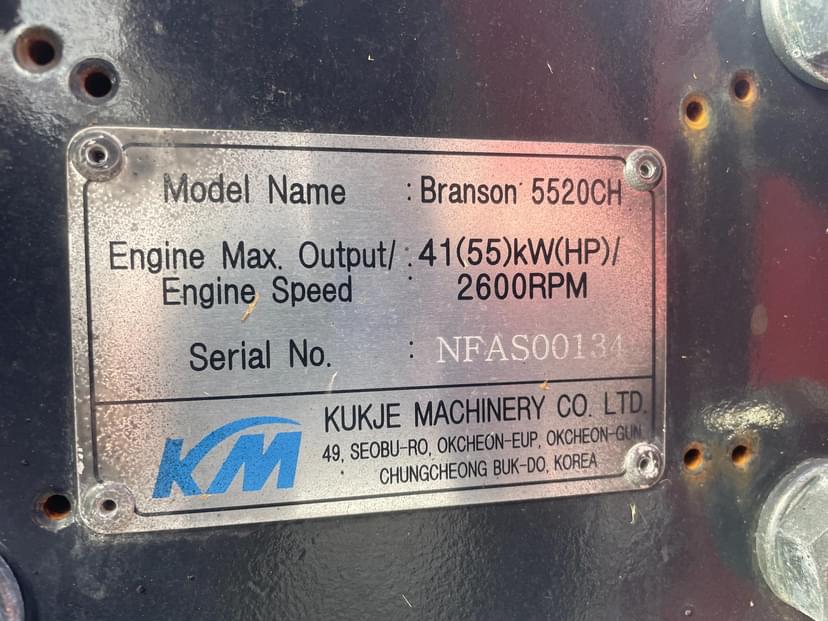 Model Name : Branson 5520CH
Engine Max. Output/ : 41(55)kW(HP)/
Engine Speed 2600RPM
Serial No. : NFAS00134
KM
KUKJE MACHINERY CO. LTD.
49, SEOBU-RO, OKCHEON-EUP, OKCHEON-GUN
CHUNGCHEONG BUK-DO, KOREA